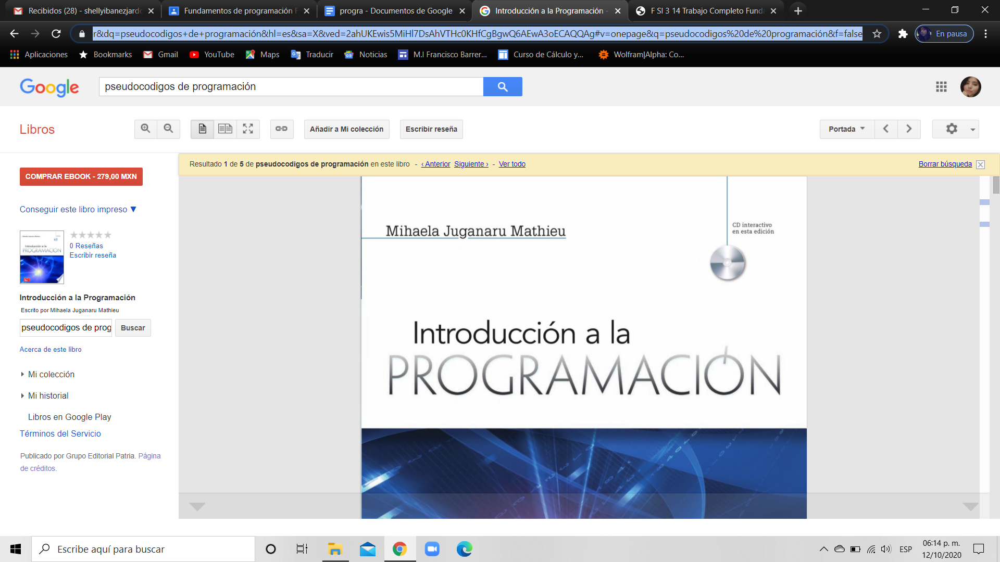 Recibidos (28) - shellyibanezjardo
Fundamentos de programación P
progra - Documentos de Google
Introducción a la Programación -
F SI 3 14 Trabajo Completo Funda
r&dq=pseudocodigos+de+programación&hl=es&sa=X&ved=2ahUKEwis5MiHl7DsAhVTHc0KHfCgBgwQ6AEwA3oECAQQAg#v=onepage&q=pseudocodigos%20de%20programación&f=false
En pausa
Aplicaciones
Bookmarks
Gmail
YouTube
Maps
Traducir
Noticias
M.I Francisco Barrer...
Curso de Cálculo y...
Wolfram|Alpha: Co...
Google
pseudocodigos de programación
Libros
Añadir a Mi colección
Escribir reseña
Portada
Resultado 1 de 5 de pseudocodigos de programación en este libro - ‹ Anterior Siguiente › - Ver todo
Borrar búsqueda
COMPRAR EBOOK - 279,00 MXN
Conseguir este libro impreso ▼
Introducción a la
PROGRAMACIÓN
0 Reseñas
Escribir reseña
Introducción a la Programación
Escrito por Mihaela Juganaru Mathieu
pseudocodigos de prog
Buscar
Acerca de este libro
Mi colección
Mi historial
Libros en Google Play
Términos del Servicio
Publicado por Grupo Editorial Patria. Página
de créditos.
Mihaela Juganaru Mathieu
CD interactivo
en esta edición
Introducción a la
PROGRAMACIÓN
Escribe aquí para buscar
ESP
06:14 p. m.
12/10/2020